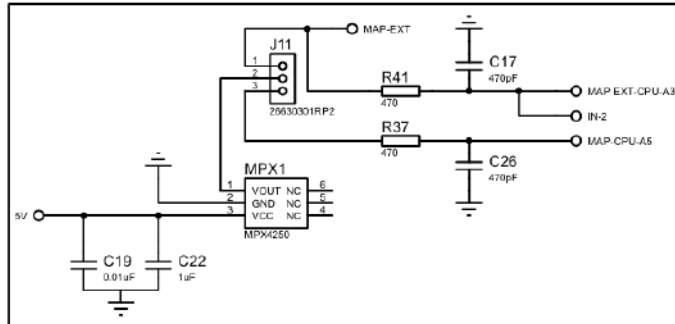 MAP-EXT
J11
1
2
3
26630301RP2
C17
470pF
R41
470
MAP EXT-CPU-A3
IN-2
R37
470
MAP-CPU-A5
C26
470pF
MPX1
1 VOUT NC 6
2 GND NC 5
3 VCC NC 4
MPX4250
5V
C19
0.01uF
C22
1uF